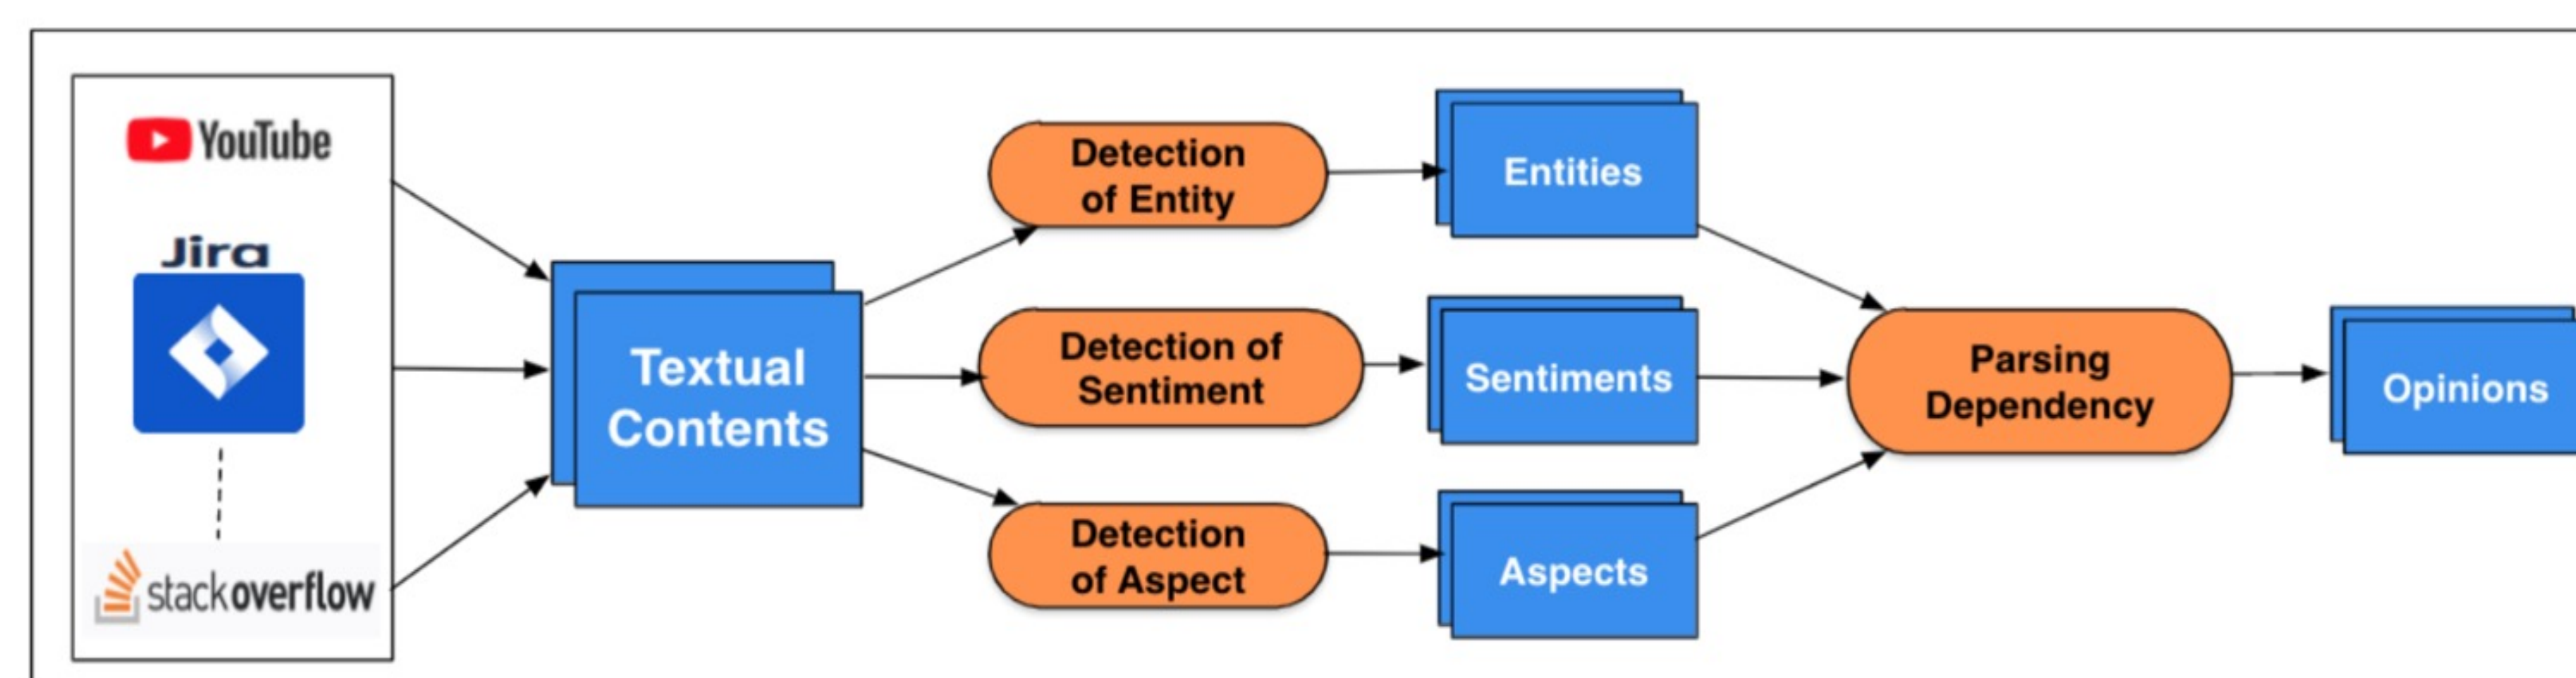 YouTube
Jira
stackoverflow
Textual
Contents
Detection
of Entity
Detection of
Sentiment
Detection
of Aspect
Entities
Sentiments
Aspects
Parsing
Dependency
Opinions